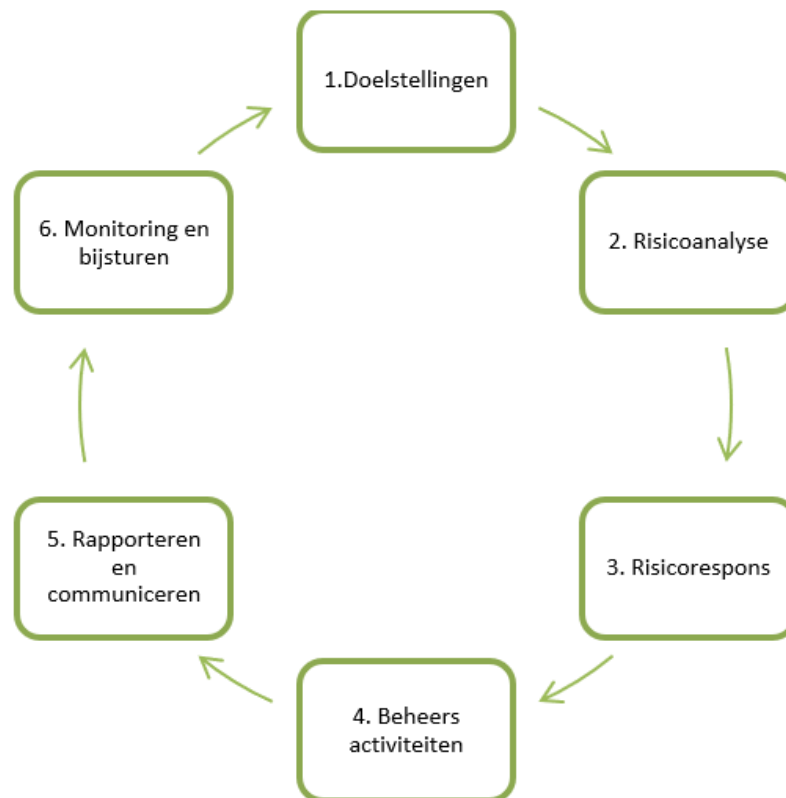 1.Doelstellingen
2. Risicoanalyse
3. Risicorespons
4. Beheers
activiteiten
5. Rapporteren
en
communiceren
6. Monitoring en
bijsturen